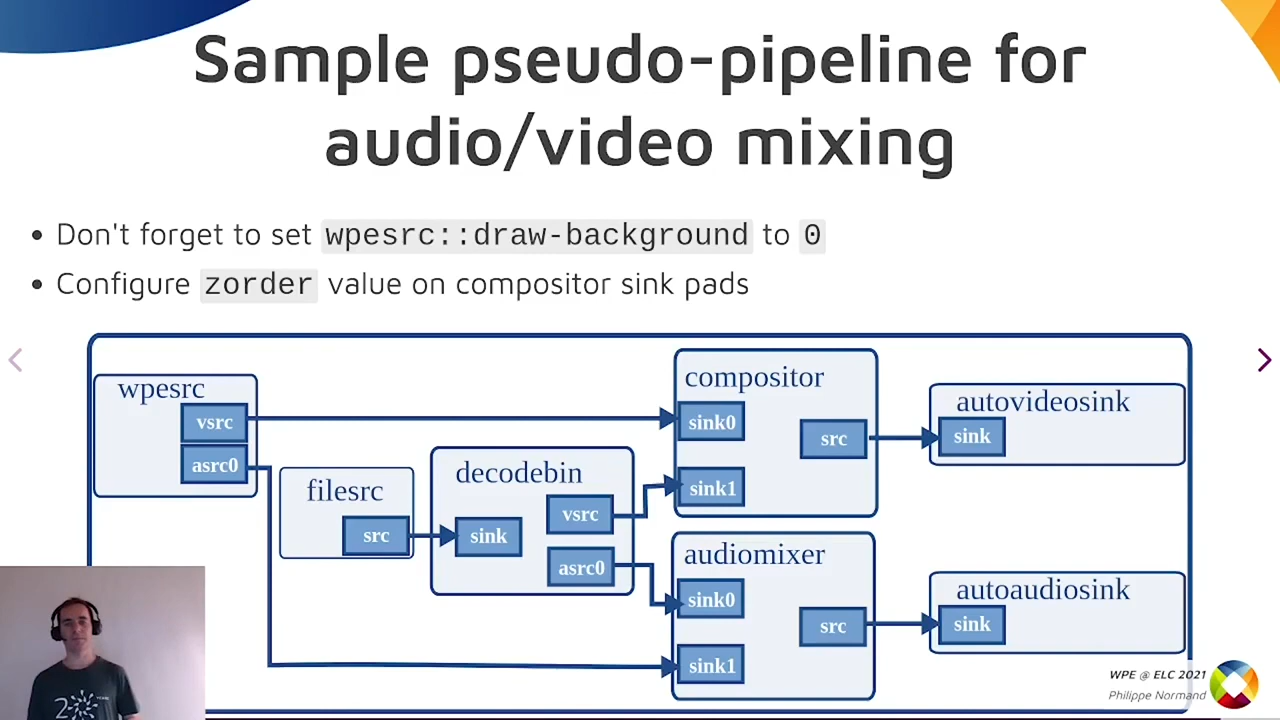 Sample pseudo-pipeline for
audio/video mixing
Don't forget to set wpesrc::draw-background to 0
Configure zorder value on compositor sink pads
wpesrc
vsrc
asrc0
filesrc
src
decodebin
sink
vsrc
asrc0
compositor
sink0
sink1
src
audiomixer
sink0
sink1
src
autovideosink
sink
autoaudiosink
sink
WPE @ ELC 2021
Philippe Normand